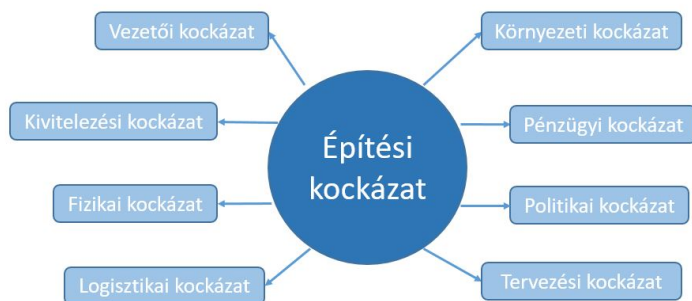 Vezetői kockázat
Környezeti kockázat
Kivitelezési kockázat
Pénzügyi kockázat
Építési
kockázat
Fizikai kockázat
Politikai kockázat
Logisztikai kockázat
Tervezési kockázat